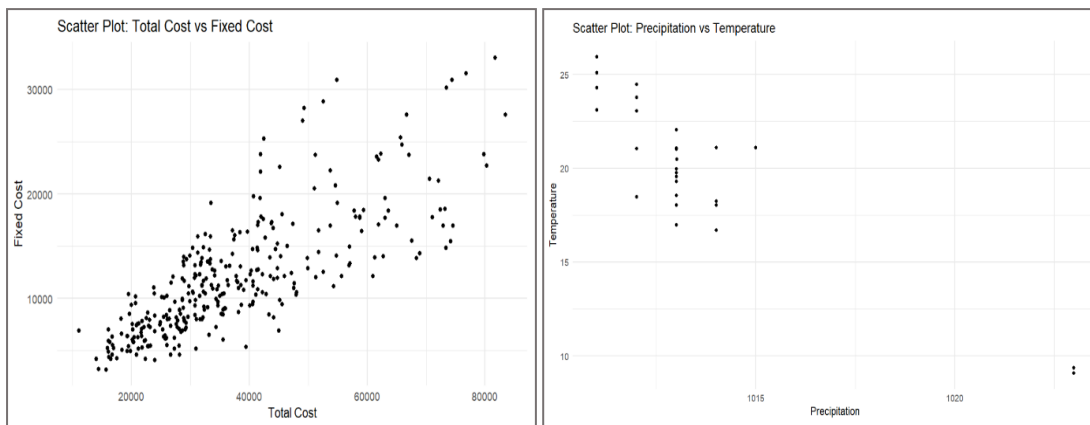 Scatter Plot: Total Cost vs Fixed Cost
30000
20000
10000
Fixed Cost
20000
40000
60000
80000
Total Cost
Scatter Plot: Precipitation vs Temperature
25
20
15
10
Temperature
1015
1020
Precipitation